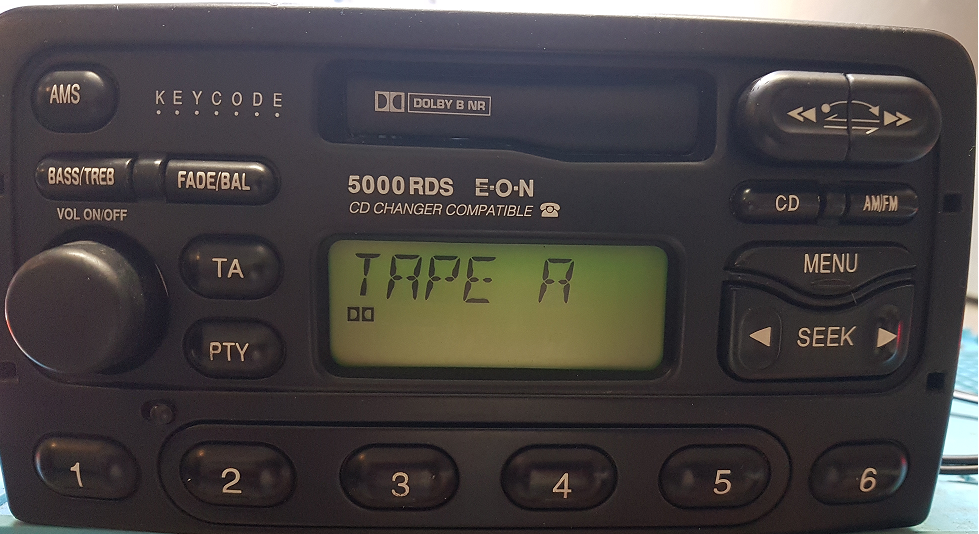 AMS
KEYCODE
DOLBY B NR
BASS/TREB
FADE/BAL
5000 RDS E·O·N
CD CHANGER COMPATIBLE
CD
AM/FM
VOL ON/OFF
TA
TAPE A
MENU
PTY
SEEK
1 2 3 4 5 6